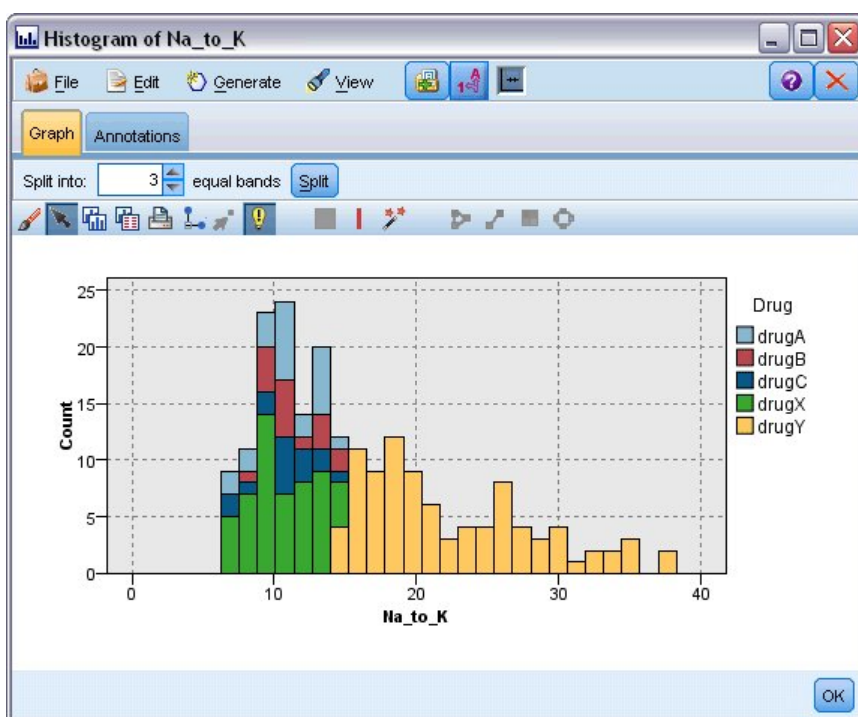 Histogram of Na_to_K
File Edit Generate View
Graph Annotations
Split into: 3 equal bands Split
25
20
15
10
5
0
Count
0 10 20 30 40
Na_to_K
Drug
drugA
drugB
drugC
drugX
drugY
OK